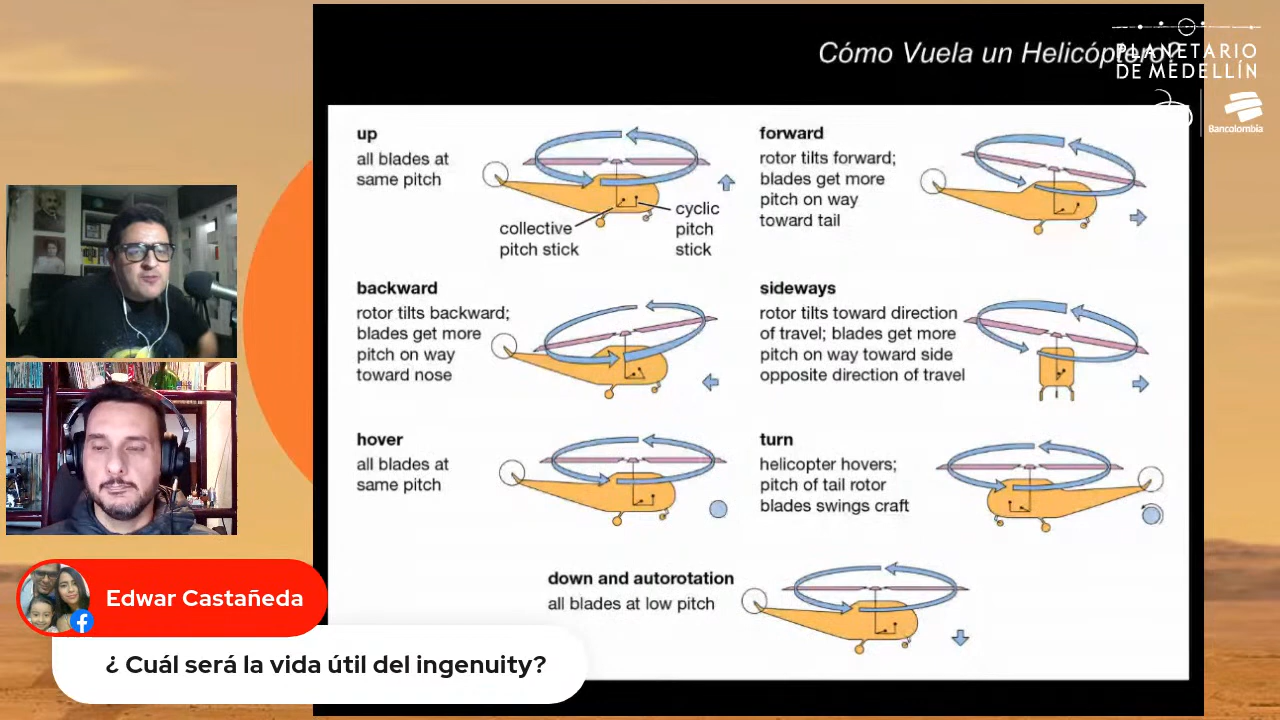 Cómo Vuela un Helicóptero?
PLANETARIO
DE MEDELLÍN
Bancolombia
up
all blades at
same pitch
collective
pitch stick
cyclic
pitch
stick
forward
rotor tilts forward;
blades get more
pitch on way
toward tail
backward
rotor tilts backward;
blades get more
pitch on way
toward nose
sideways
rotor tilts toward direction
of travel; blades get more
pitch on way toward side
opposite direction of travel
hover
all blades at
same pitch
turn
helicopter hovers;
pitch of tail rotor
blades swings craft
down and autorotation
all blades at low pitch
Edwar Castañeda
¿ Cuál será la vida útil del ingenuity?